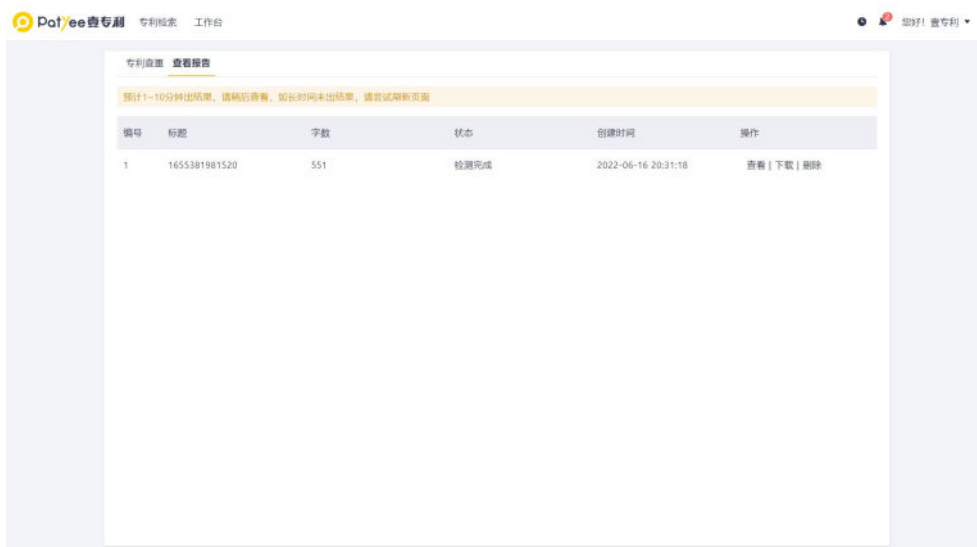 Patyee壹专利 专利检索 工作台 2 您好！壹专利
专利查重 查看报告
预计1~10分钟出结果，请稍后查看，如长时间未出结果，请尝试刷新页面
编号 标题 字数 状态 创建时间 操作
1 1655381981520 551 检测完成 2022-06-16 20:31:18 查看 | 下载 | 删除